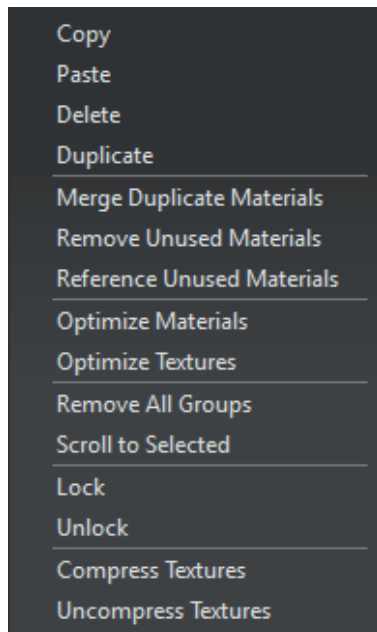 Copy
Paste
Delete
Duplicate
Merge Duplicate Materials
Remove Unused Materials
Reference Unused Materials
Optimize Materials
Optimize Textures
Remove All Groups
Scroll to Selected
Lock
Unlock
Compress Textures
Uncompress Textures